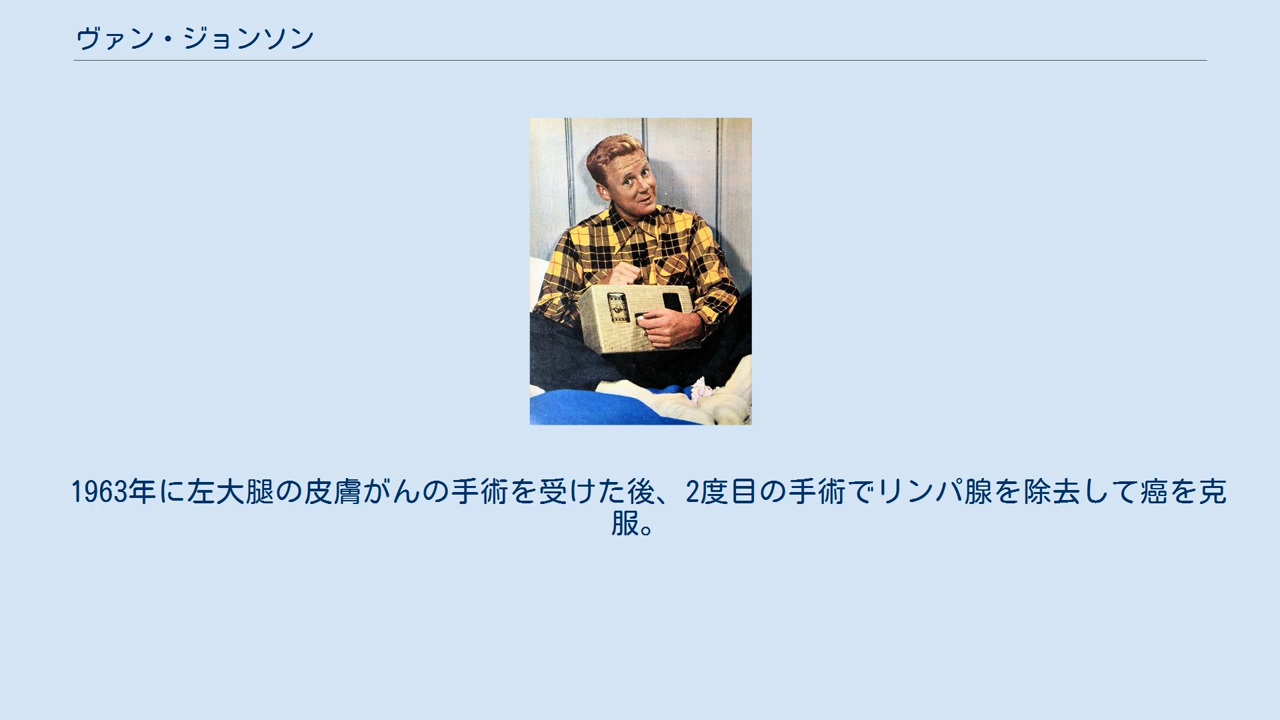 ヴァン・ジョンソン
1963年に左大腿の皮膚がんの手術を受けた後、2度目の手術でリンパ腺を除去して癌を克
服。